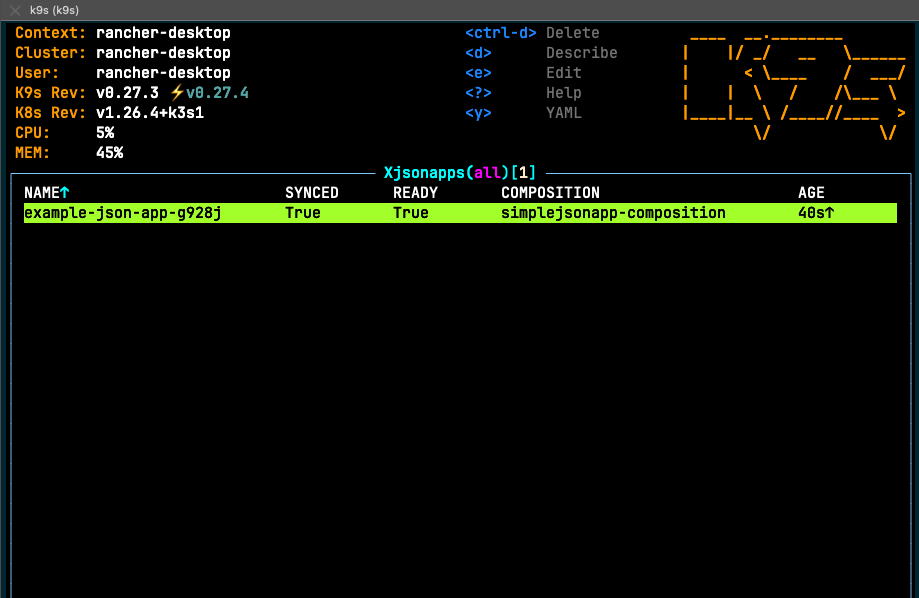 k9s (k9s)
Context: rancher-desktop <ctrl-d> Delete
Cluster: rancher-desktop <d> Describe
User: rancher-desktop <e> Edit
K9s Rev: v0.27.3 ⚡v0.27.4 <?> Help
K8s Rev: v1.26.4+k3s1 <y> YAML
CPU: 5%
MEM: 45%
Xjsonapps(all)[1]
NAME↑ SYNCED READY COMPOSITION AGE
example-json-app-g928j True True simplejsonapp-composition 40s↑